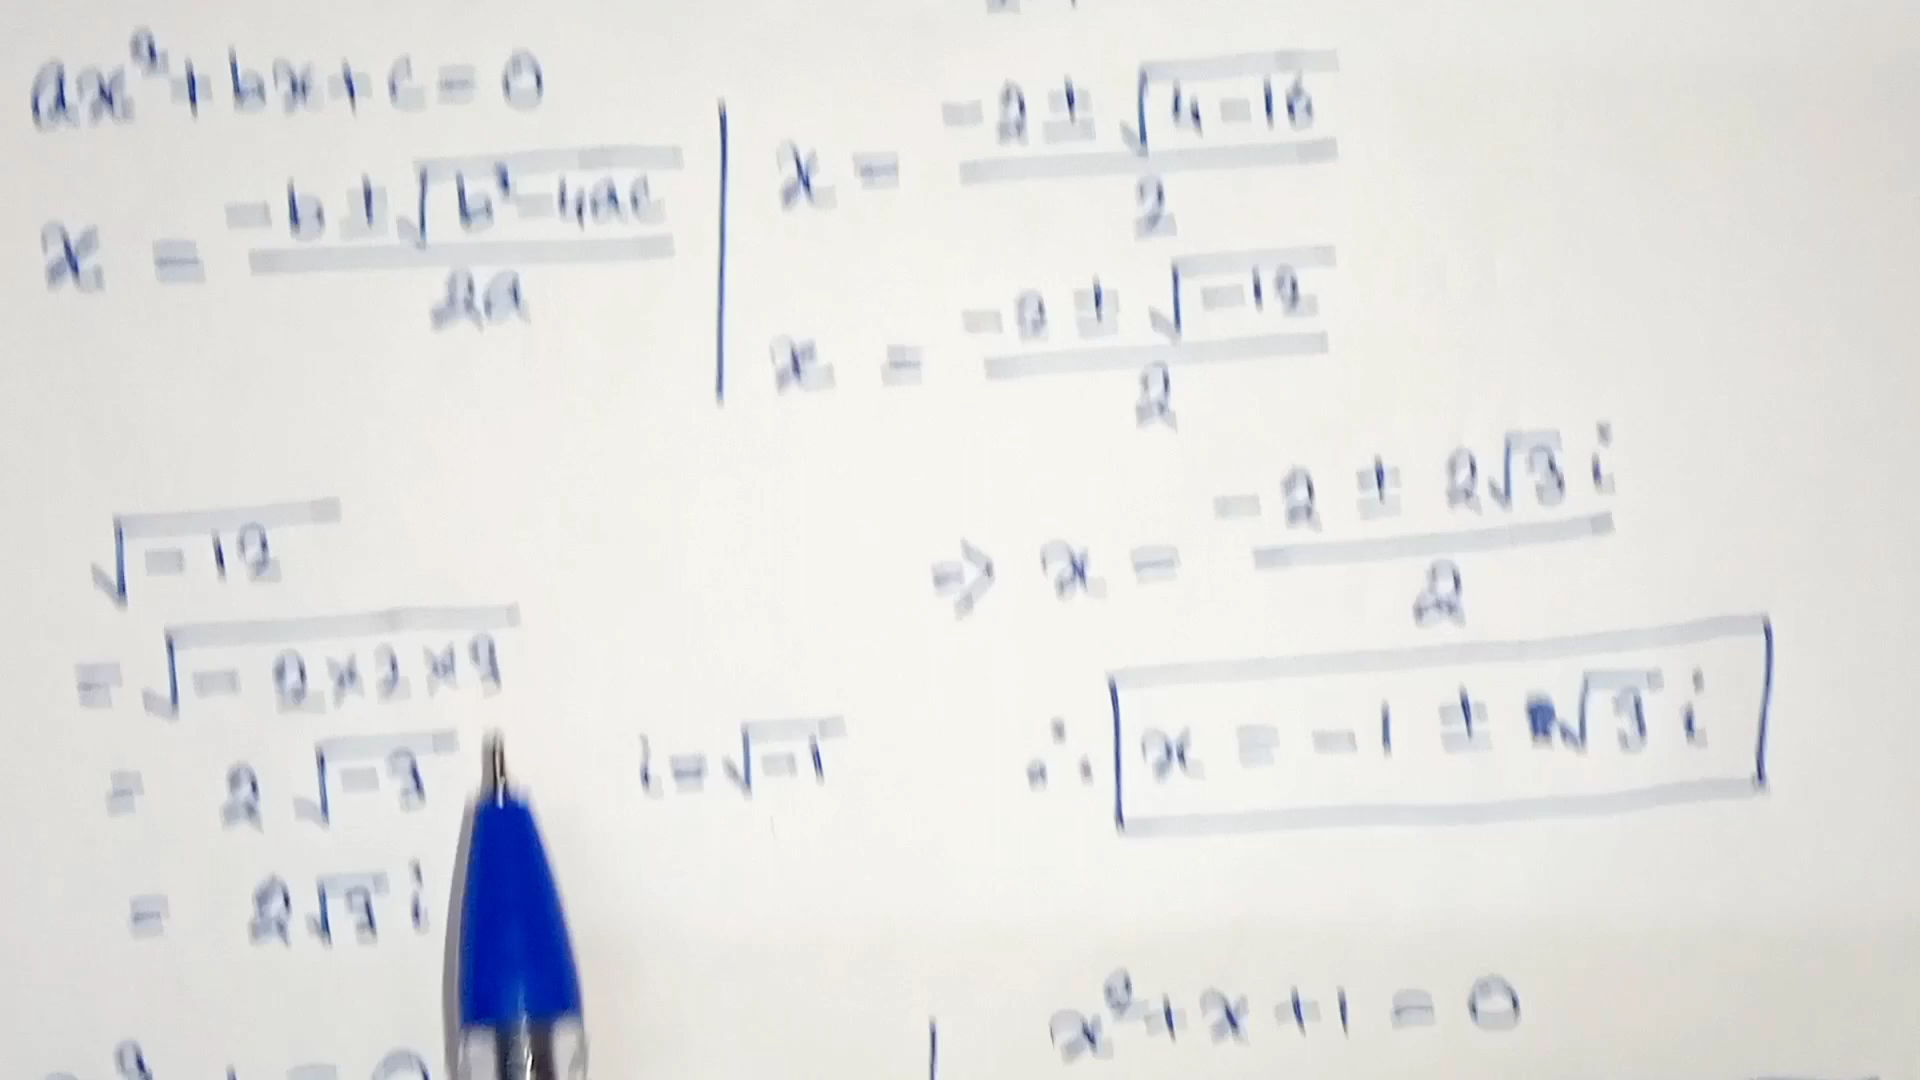 ax²+bx+c=0
x = (-b ± √(b²-4ac)) / 2a
x = (-2 ± √(4-16)) / 2
x = (-2 ± √(-12)) / 2
√(-12)
= √(- 2×2×3)
= 2√(-3)
= 2√3 i
i = √(-1)
⇒ x = (-2 ± 2√3 i) / 2
∴ x = -1 ± √3 i
x²+x+1=0